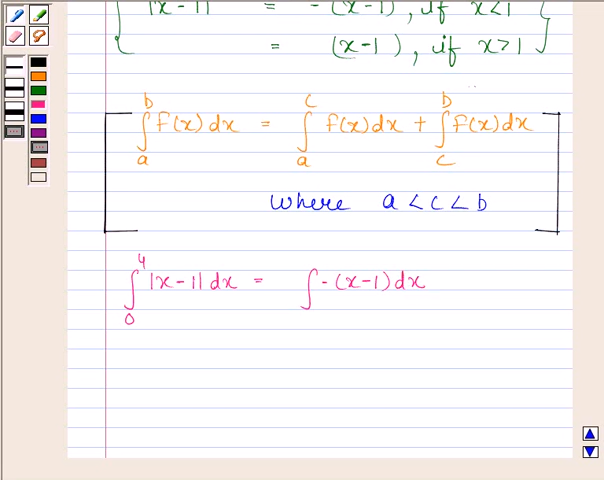 |x-1| = -(x-1), if x<1
= (x-1), if x>1
∫_a^b f(x)dx = ∫_a^c f(x)dx + ∫_c^b f(x)dx
where a<c<b
∫_0^4 |x-1|dx = ∫ -(x-1)dx